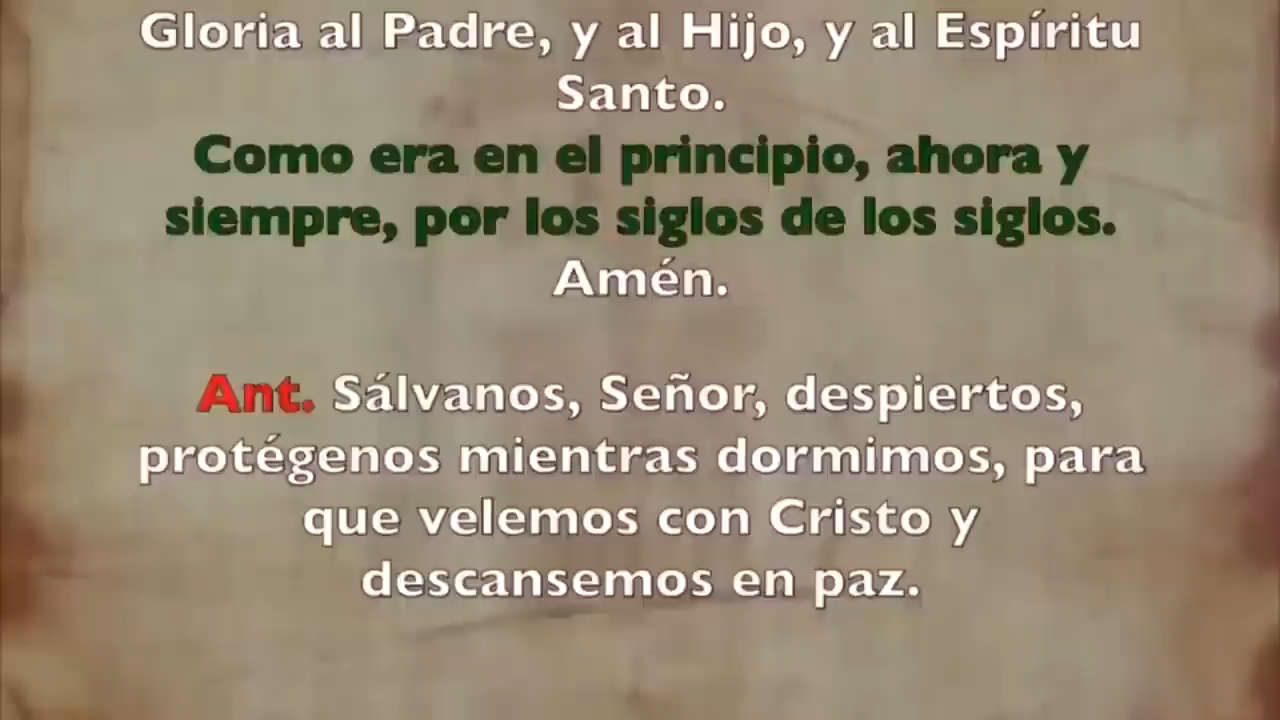 Gloria al Padre, y al Hijo, y al Espíritu
Santo.
Como era en el principio, ahora y
siempre, por los siglos de los siglos.
Amén.
Ant. Sálvanos, Señor, despiertos,
protégenos mientras dormimos, para
que velemos con Cristo y
descansemos en paz.